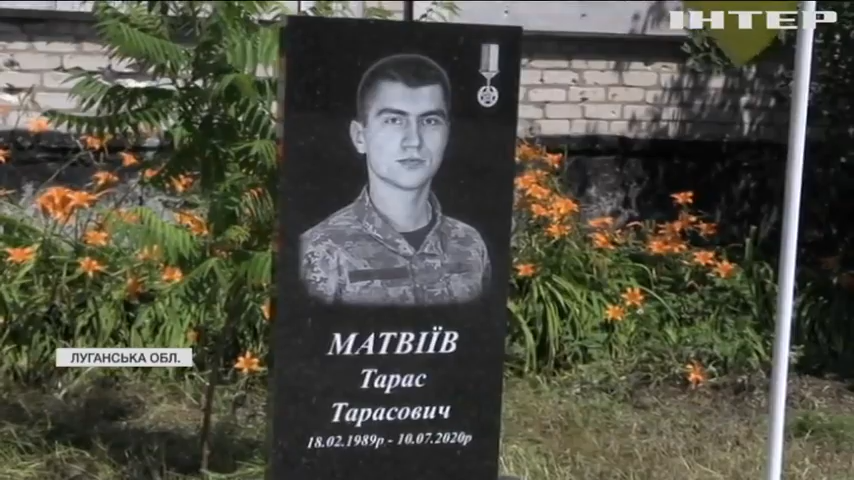 ІНТЕР
МАТВІЇВ
Тарас
Тарасович
18.02.1989р - 10.07.2020р
ЛУГАНСЬКА ОБЛ.